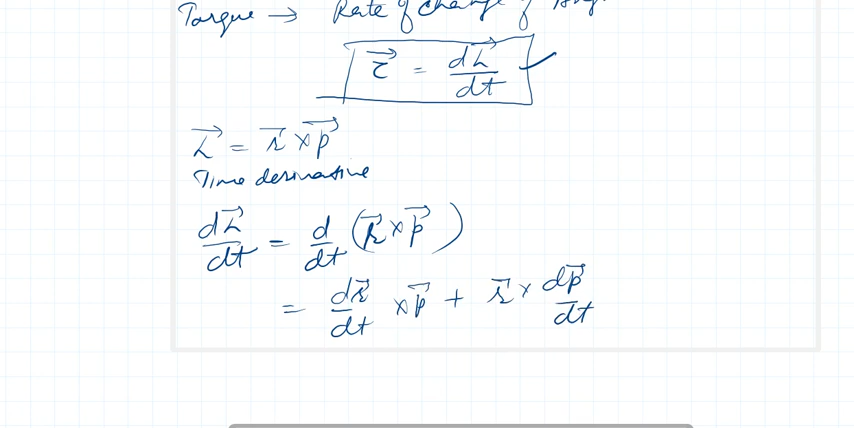 Torque → Rate of Change of
τ⃗ = dL⃗/dt
L⃗ = r⃗ × p⃗
Time derivative
dL⃗/dt = d/dt (r⃗ × p⃗)
= dr⃗/dt × p⃗ + r⃗ × dp⃗/dt